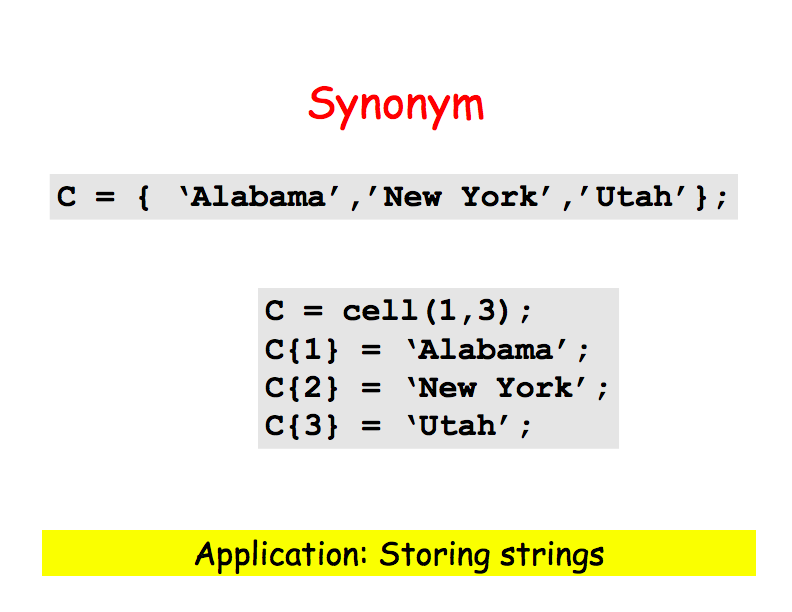 Synonym
C = { ‘Alabama’,’New York’,’Utah’};
C = cell(1,3);
C{1} = ‘Alabama’;
C{2} = ‘New York’;
C{3} = ‘Utah’;
Application: Storing strings